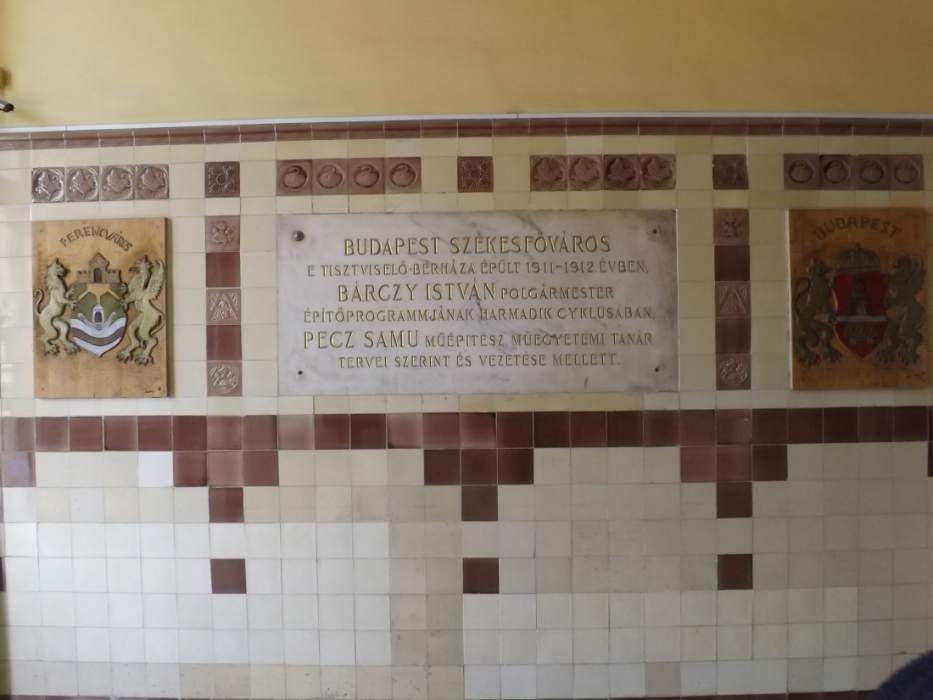 FERENCVÁROS
BUDAPEST SZÉKESFŐVÁROS
E TISZTVISELŐ-BÉRHÁZA ÉPÜLT 1911-1912. ÉVBEN,
BÁRCZY ISTVÁN POLGÁRMESTER
ÉPÍTŐPROGRAMMJÁNAK HARMADIK CYKLUSÁBAN,
PECZ SAMU MŰÉPÍTÉSZ MŰEGYETEMI TANÁR
TERVEI SZERINT ÉS VEZETÉSE MELLETT.
BUDAPEST